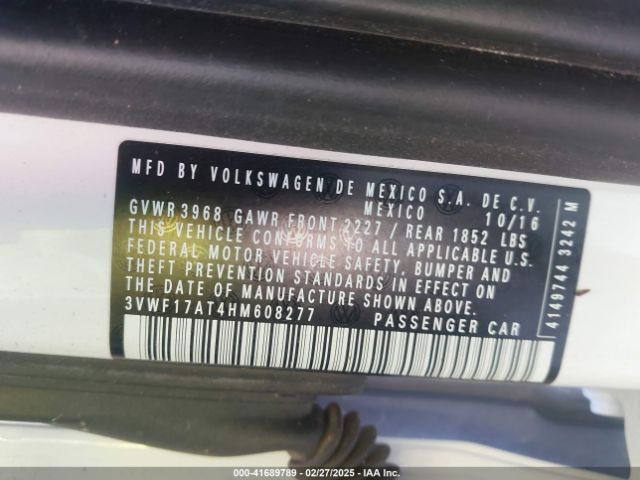 MFD BY VOLKSWAGEN DE MEXICO S.A. DE C.V.
MEXICO 10/16
GVWR 3968 GAWR FRONT 2227 / REAR 1852 LBS
THIS VEHICLE CONFORMS TO ALL APPLICABLE U.S.
FEDERAL MOTOR VEHICLE SAFETY, BUMPER AND
THEFT PREVENTION STANDARDS IN EFFECT ON
THE DATE OF MANUFACTURE SHOWN ABOVE.
3VWF17AT4HM608277 PASSENGER CAR
4149744 3242 M
000-41689789 - 02/27/2025 - IAA Inc.